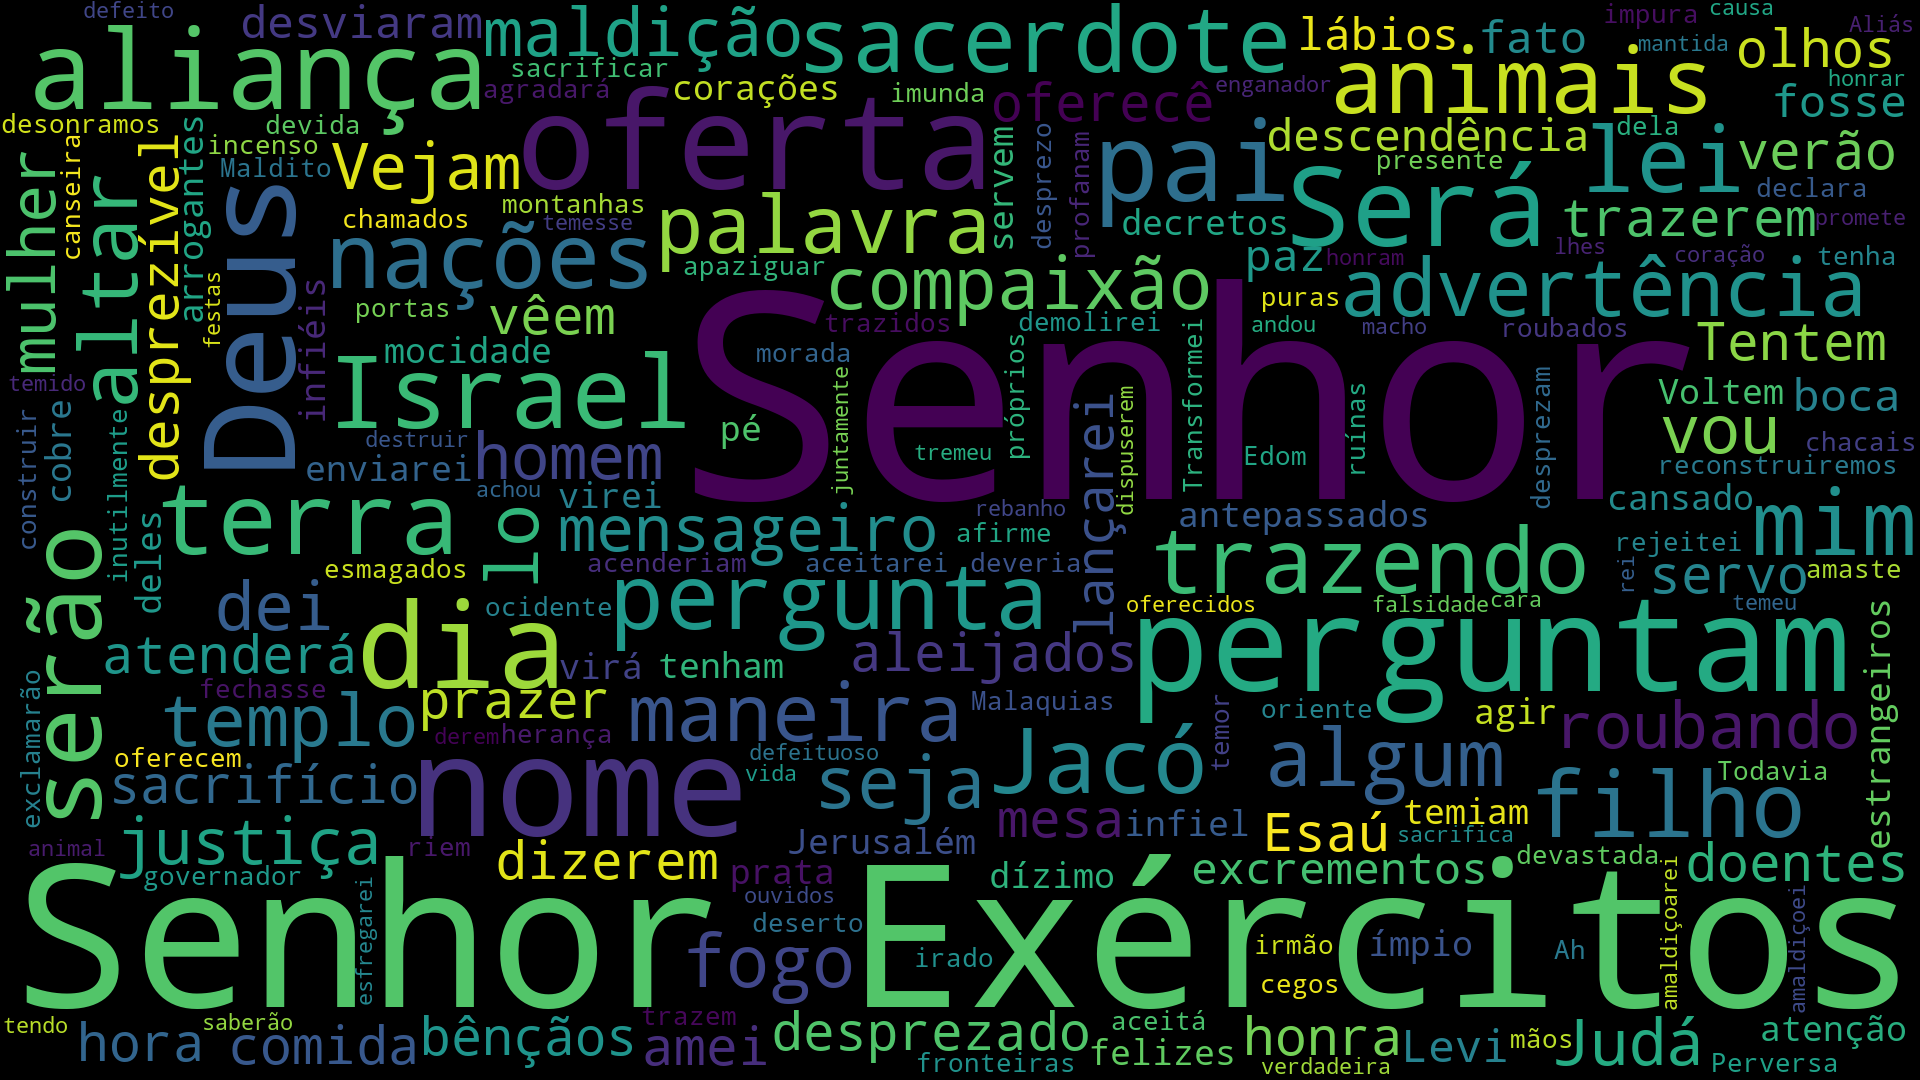 defeito
desviaram
maldição
sacerdote
lábios
fato
impura
causa
Aliás
aliança
sacrificar
agradará
corações
imunda
oferecê
enganador
animais
mantida
olhos
honrar
fosse
desonramos
devida
incenso
Maldito
arrogantes
desprezível
canseira
mulher
altar
Vejam
oferta
servem
desprezo
profanam
pai
descendência
presente
Será
lei
dela
verão
declara
chamados
montanhas
temesse
palavra
decretos
trazerem
promete
Deus
nações
apaziguar
compaixão
paz
honram
lhes
coração
tenha
festas
infiéis
portas
vêem
trazidos
demolirei
puras
advertência
andou
macho
roubados
Tentem
temido
mocidade
morada
Israel
Senhor
juntamente
próprios
Transformei
lançarei
dispuserem
Voltem
boca
desprezam
construir
cobre
inutilmente
destruir
pé
tremeu
Edom
ruínas
vou
chacais
enviarei
homem
reconstruiremos
achou
virei
rebanho
antepassados
cansado
terra
lo
mensageiro
afirme
mim
serão
deles
esmagados
acenderiam
aceitarei
deveria
trazendo
rejeitei
rei
servo
amaste
dei
ocidente
pergunta
oferecidos
falsidade
cara
temeu
dia
atenderá
virá
tenham
aleijados
perguntam
estrangeiros
exclamarão
fechasse
templo
prazer
maneira
Malaquias
temor
oriente
agir
roubando
derem
herança
oferecem
sacrifício
nome
defeituoso
vida
seja
Jacó
algum
Todavia
filho
mesa
infiel
Esaú
temiam
sacrifica
animal
justiça
riem
Jerusalém
governador
dizerem
prata
dízimo
excrementos
devastada
doentes
Senhor
esfregarei
ouvidos
deserto
Exércitos
fogo
irado
irmão
ímpio
Ah
cegos
amaldiçoarei
amaldiçoei
tendo
hora
saberão
comida
bênçãos
trazem
amei
desprezado
aceitá
fronteiras
felizes
honra
verdadeira
Levi
mãos
Judá
atenção
Perversa